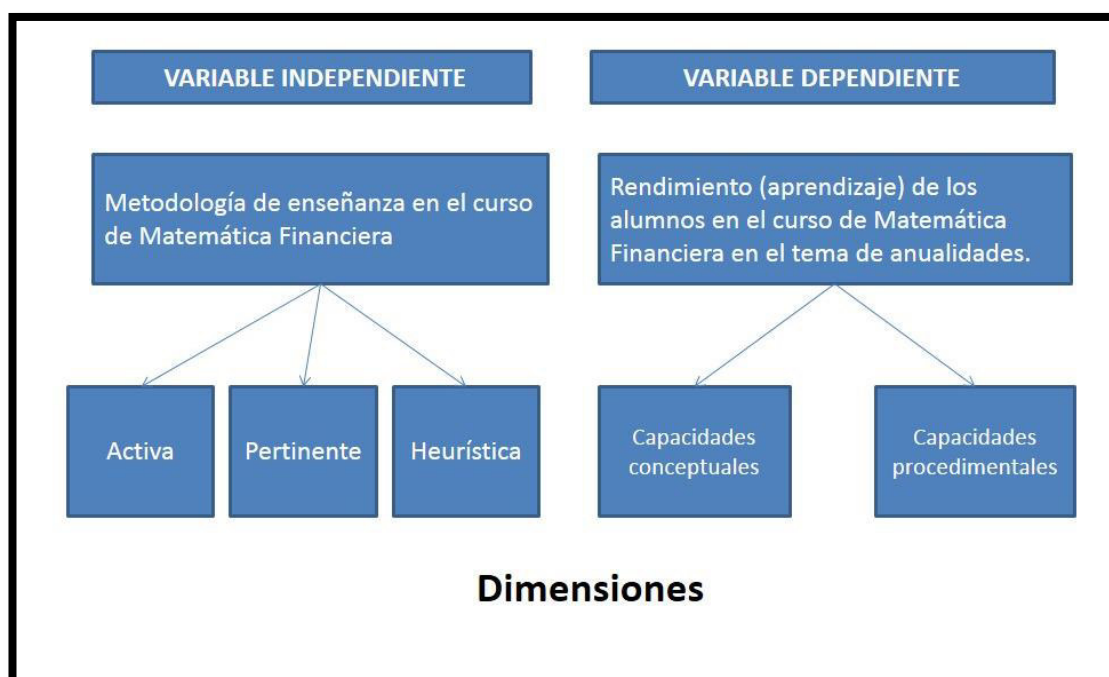 VARIABLE INDEPENDIENTE
VARIABLE DEPENDIENTE
Metodología de enseñanza en el curso
de Matemática Financiera
Rendimiento (aprendizaje) de los
alumnos en el curso de Matemática
Financiera en el tema de anualidades.
Activa
Pertinente
Heurística
Capacidades
conceptuales
Capacidades
procedimentales
Dimensiones